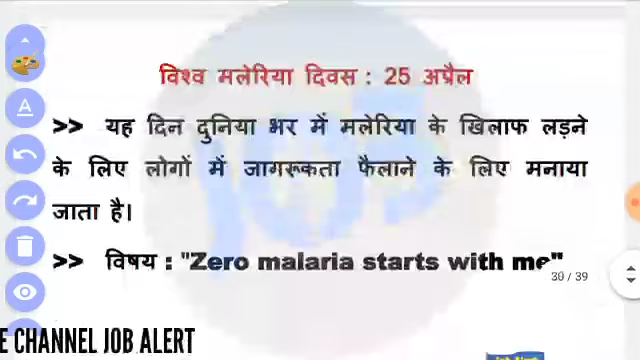 विश्व मलेरिया दिवस : 25 अप्रैल
>> यह दिन दुनिया भर में मलेरिया के खिलाफ लड़ने
के लिए लोगों में जागरूकता फैलाने के लिए मनाया
जाता है।
>> विषय : "Zero malaria starts with me"
30 / 39
E CHANNEL JOB ALERT